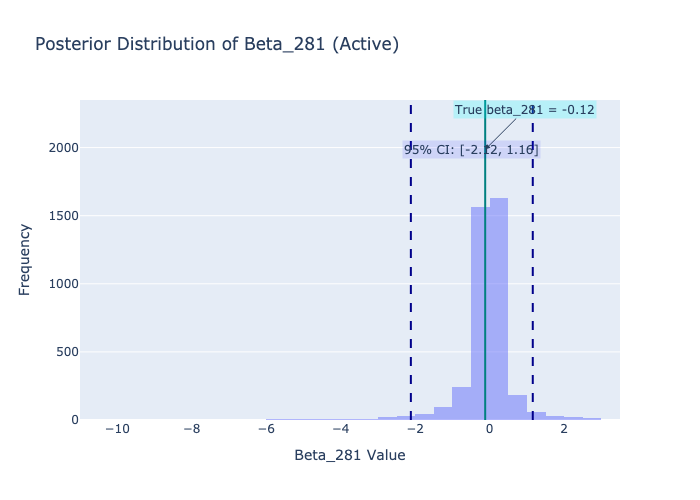 Posterior Distribution of Beta_281 (Active)
True beta_281 = -0.12
95% CI: [-2.12, 1.16]
2000
1500
1000
500
0
Frequency
−10 −8 −6 −4 −2 0 2
Beta_281 Value